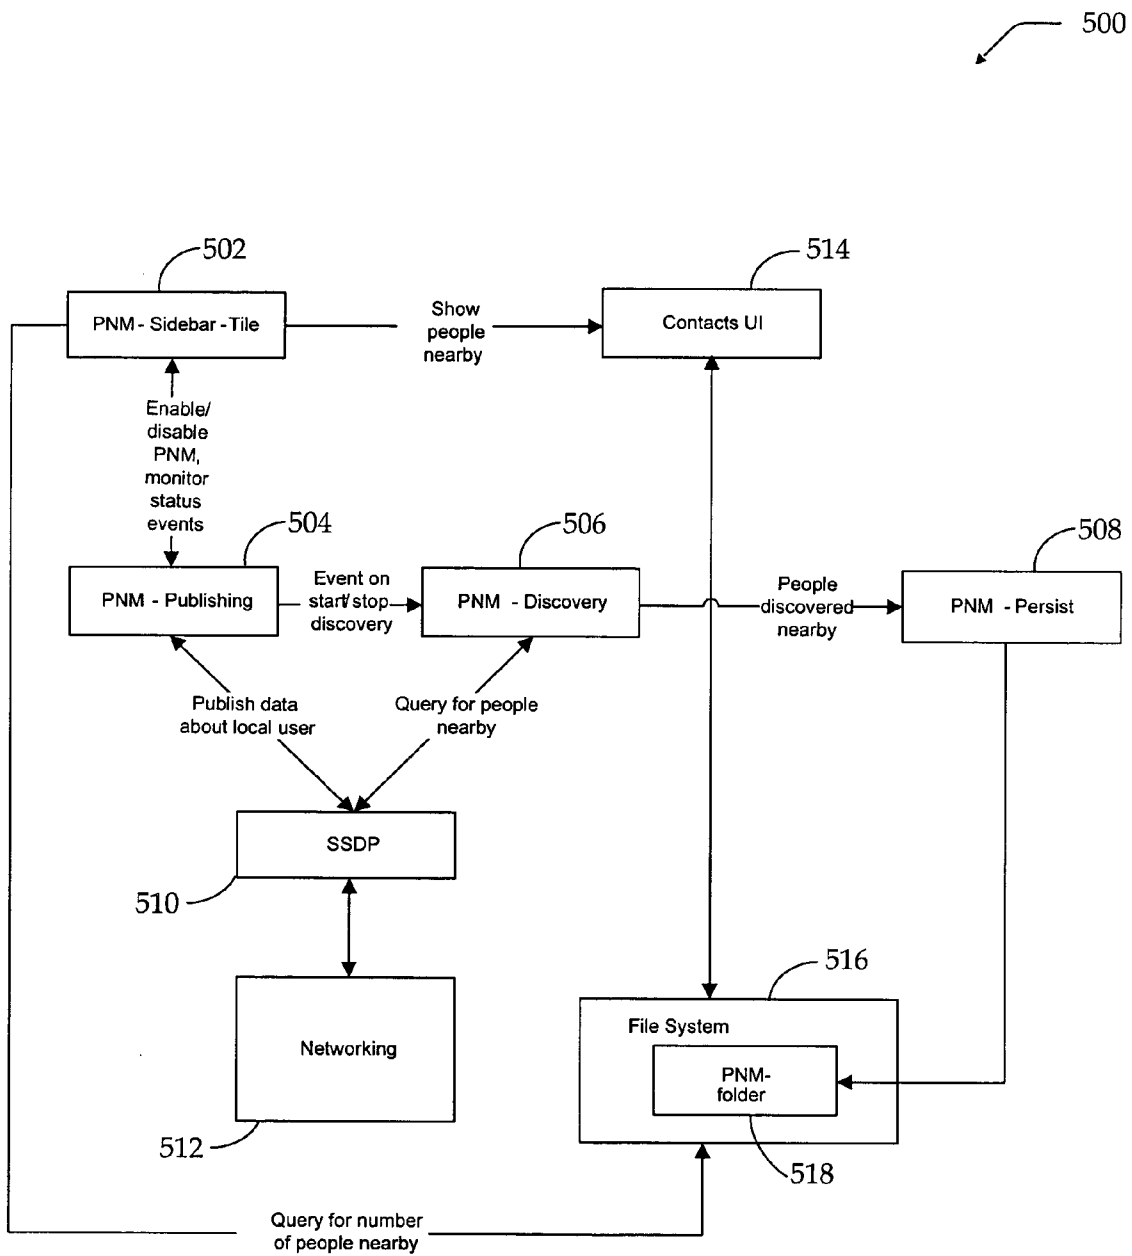 500
502
514
PNM - Sidebar - Tile
Show
people
nearby
Contacts UI
Enable/
disable
PNM,
monitor
status
events
504
506
508
PNM - Publishing
Event on
start/stop
discovery
PNM - Discovery
People
discovered
nearby
PNM - Persist
Publish data
about local user
Query for people
nearby
SSDP
510
516
File System
Networking
PNM-
folder
512
518
Query for number
of people nearby